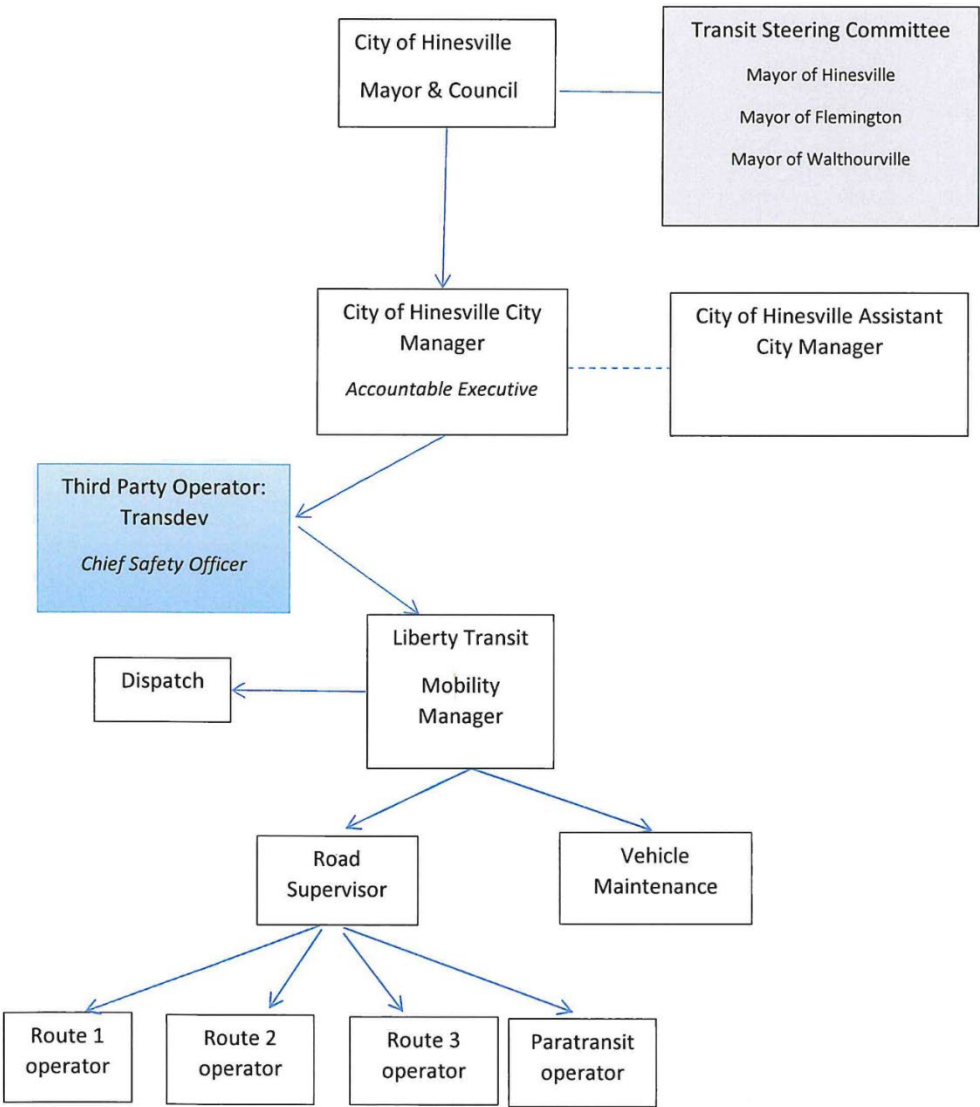 City of Hinesville
Mayor & Council
Transit Steering Committee
Mayor of Hinesville
Mayor of Flemington
Mayor of Walthourville
City of Hinesville City
Manager
Accountable Executive
City of Hinesville Assistant
City Manager
Third Party Operator:
Transdev
Chief Safety Officer
Liberty Transit
Mobility
Manager
Dispatch
Road
Supervisor
Vehicle
Maintenance
Route 1
operator
Route 2
operator
Route 3
operator
Paratransit
operator